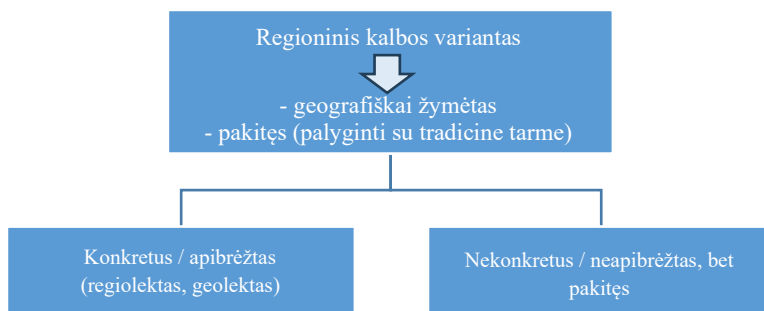 Regioninis kalbos variantas
- geografiškai žymėtas
- pakitęs (palyginti su tradicine tarme)
Konkretus / apibrėžtas
(regiolektas, geolektas)
Nekonkretus / neapibrėžtas, bet
pakitęs